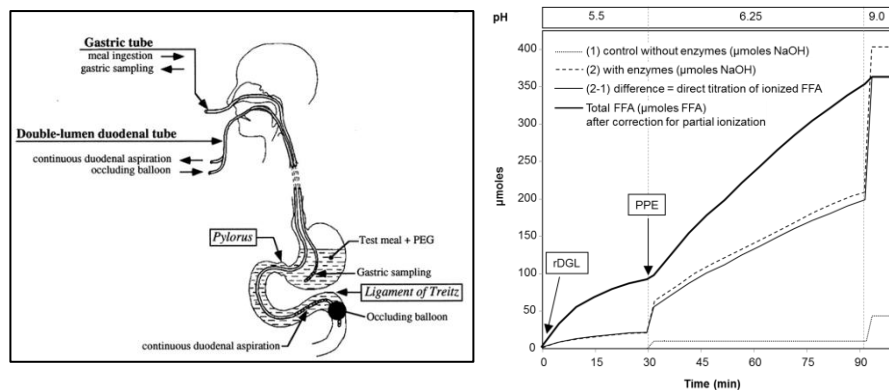 Gastric tube
meal ingestion
gastric sampling
Double-lumen duodenal tube
continuous duodenal aspiration
occluding balloon
Pylorus
Test meal + PEG
Gastric sampling
Ligament of Treitz
Occluding balloon
continuous duodenal aspiration
pH
5.5 6.25 9.0
400
350
300
250
200
150
100
50
0
µmoles
(1) control without enzymes (µmoles NaOH)
(2) with enzymes (µmoles NaOH)
(2-1) difference = direct titration of ionized FFA
Total FFA (µmoles FFA)
after correction for partial ionization
PPE
rDGL
0 15 30 45 60 75 90
Time (min)